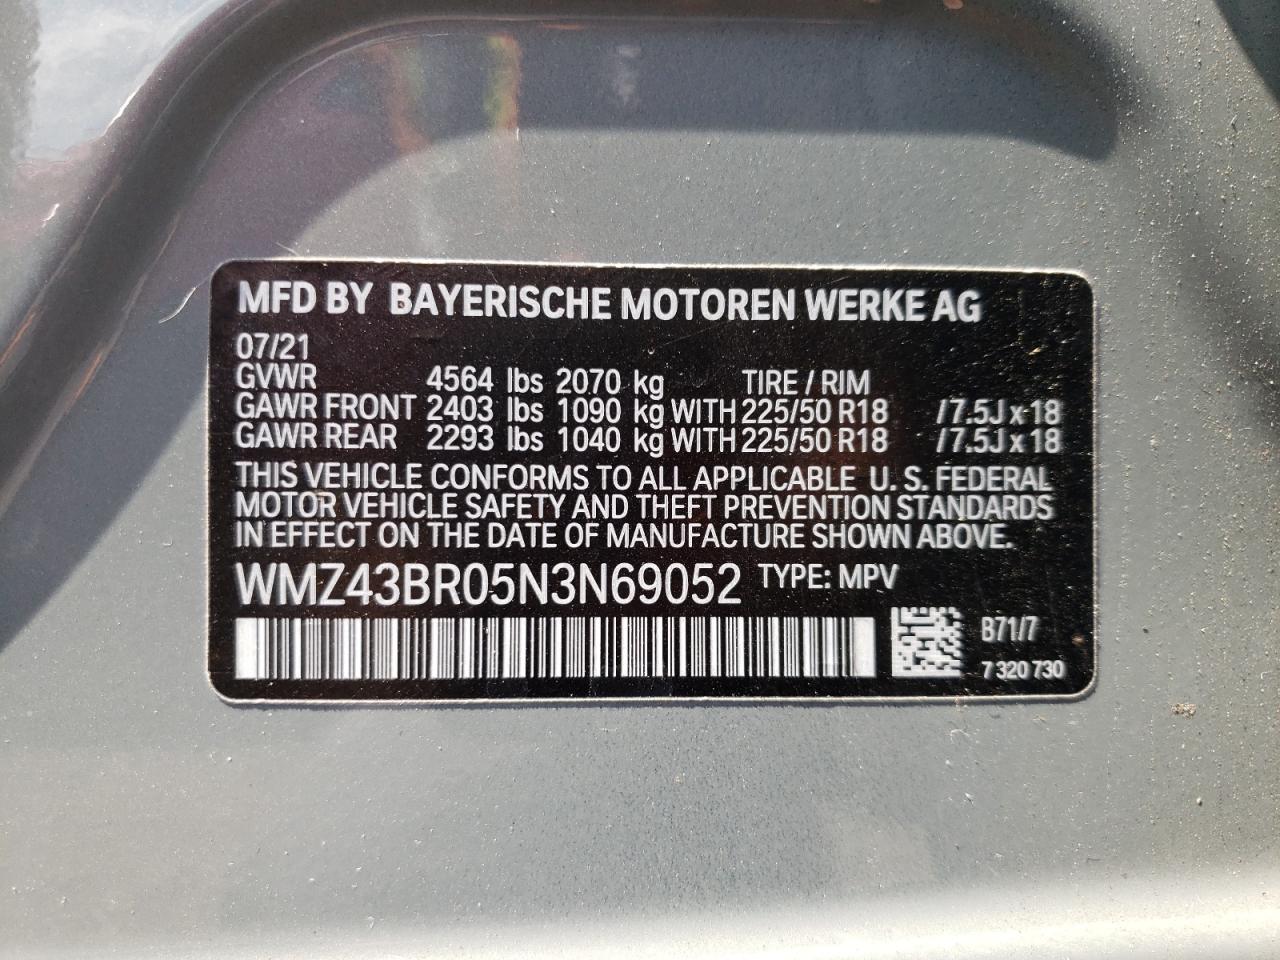 MFD BY BAYERISCHE MOTOREN WERKE AG
07/21
GVWR 4564 lbs 2070 kg TIRE / RIM
GAWR FRONT 2403 lbs 1090 kg WITH 225/50 R18 /7.5J x 18
GAWR REAR 2293 lbs 1040 kg WITH 225/50 R18 /7.5J x 18
THIS VEHICLE CONFORMS TO ALL APPLICABLE U. S. FEDERAL
MOTOR VEHICLE SAFETY AND THEFT PREVENTION STANDARDS
IN EFFECT ON THE DATE OF MANUFACTURE SHOWN ABOVE.
WMZ43BR05N3N69052 TYPE: MPV
B71/7
7 320 730